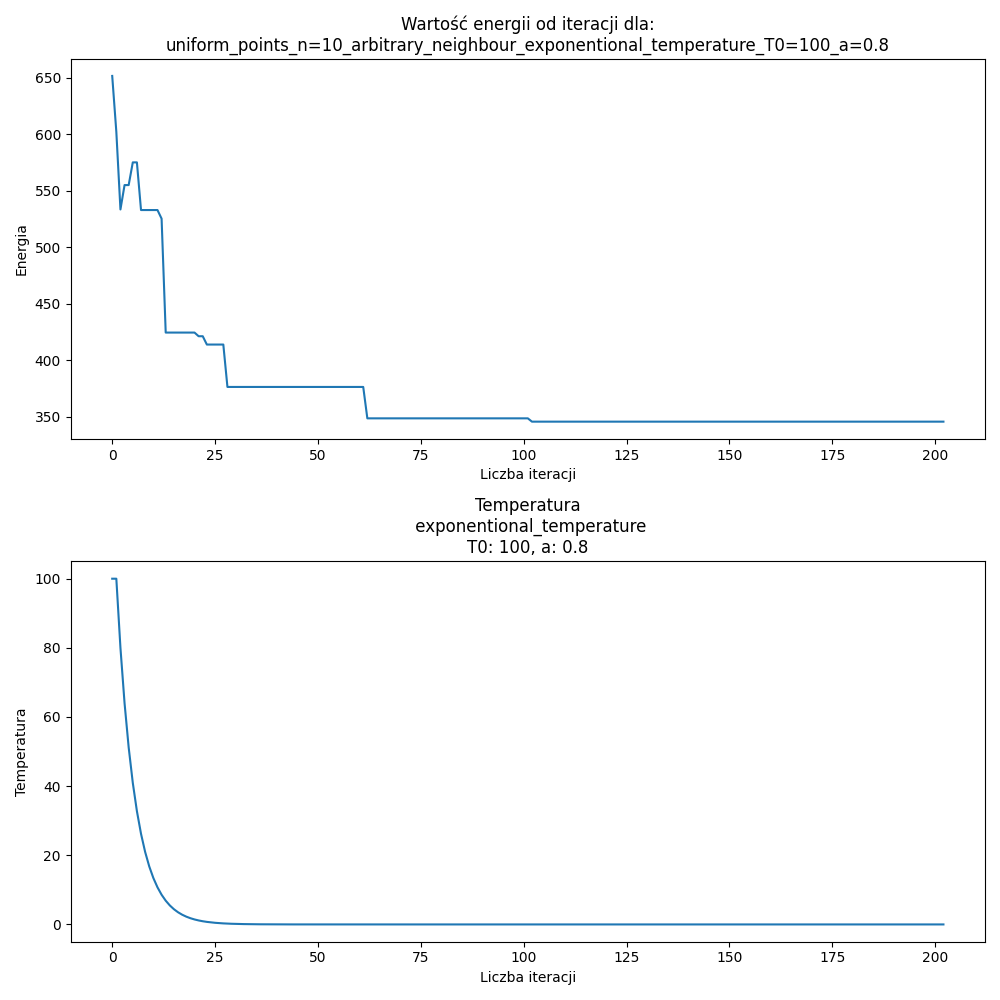 Wartość energii od iteracji dla:
uniform_points_n=10_arbitrary_neighbour_exponentional_temperature_T0=100_a=0.8
650
600
550
500
450
400
350
Energia
0 25 50 75 100 125 150 175 200
Liczba iteracji
Temperatura
exponentional_temperature
T0: 100, a: 0.8
100
80
60
40
20
0
Temperatura
0 25 50 75 100 125 150 175 200
Liczba iteracji